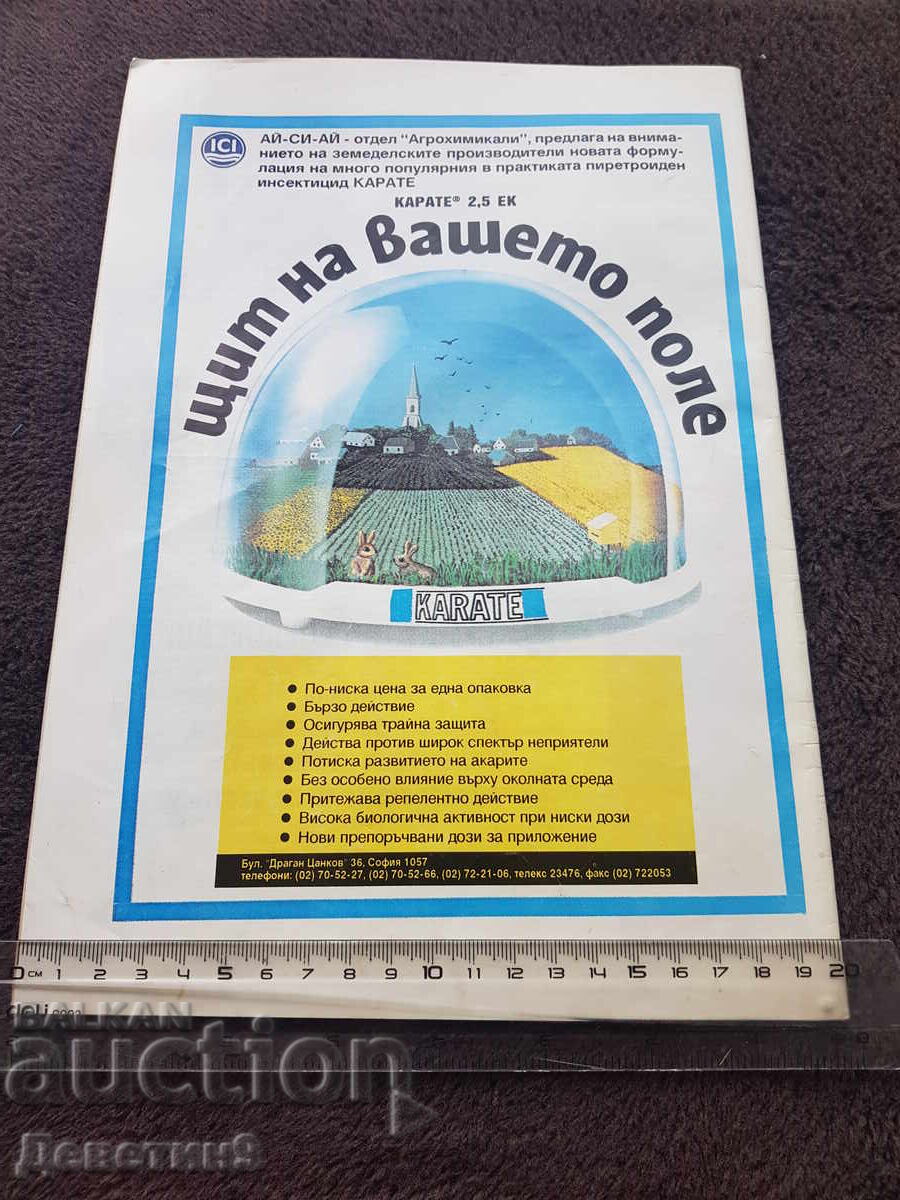 ICI
АЙ-СИ-АЙ - отдел "Агрохимикали", предлага на внима-
нието на земеделските производители новата форму-
лация на много популярния в практиката пиретроиден
инсектицид КАРАТЕ
КАРАТЕ® 2,5 ЕК
щит на вашето поле
KARATE
• По-ниска цена за една опаковка
• Бързо действие
• Осигурява трайна защита
• Действа против широк спектър неприятели
• Потиска развитието на акарите
• Без особено влияние върху околната среда
• Притежава репелентно действие
• Висока биологична активност при ниски дози
• Нови препоръчвани дози за приложение
Бул. "Драган Цанков" 36, София 1057
телефони: (02) 70-52-27, (02) 70-52-66, (02) 72-21-06, телекс 23476, факс (02) 722053
0 CM 1 2 3 4 5 6 7 8 9 10 11 12 13 14 15 16 17 18 19 20
deli
BALKAN
auction
Деветин9